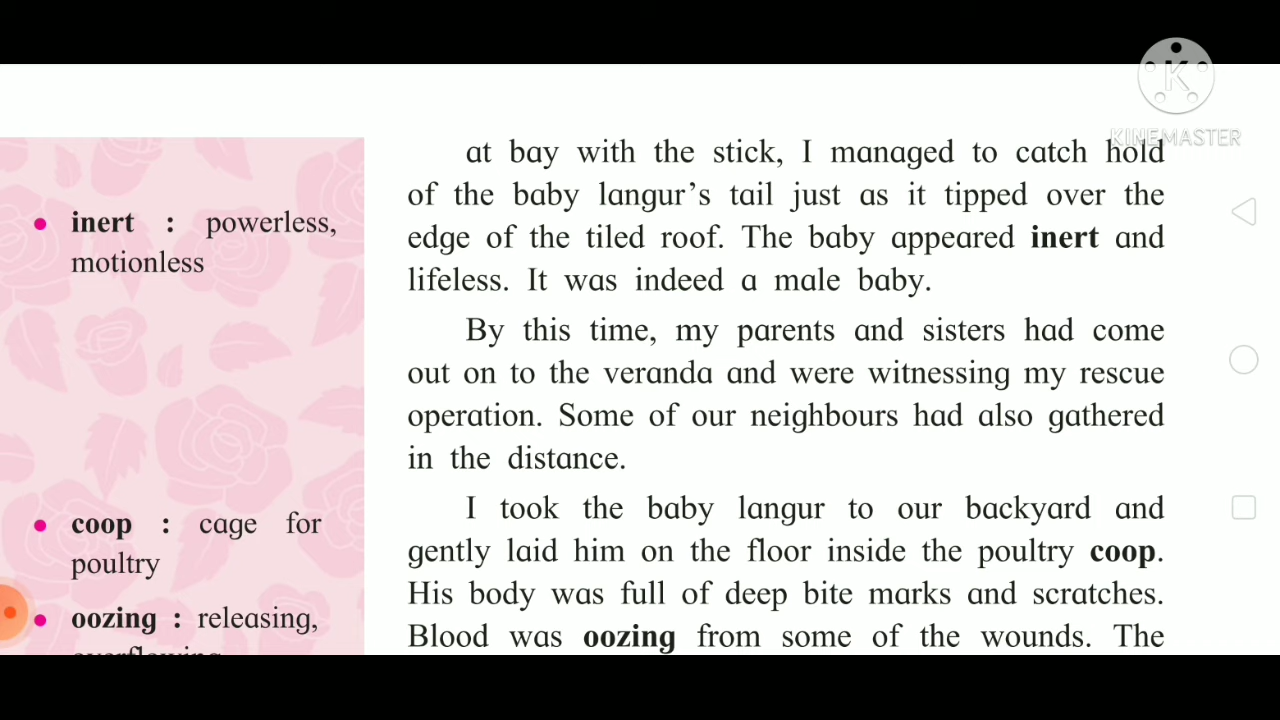 KINEMASTER
• inert : powerless,
motionless
• coop : cage for
poultry
• oozing : releasing,
overflowing
at bay with the stick, I managed to catch hold
of the baby langur's tail just as it tipped over the
edge of the tiled roof. The baby appeared inert and
lifeless. It was indeed a male baby.
By this time, my parents and sisters had come
out on to the veranda and were witnessing my rescue
operation. Some of our neighbours had also gathered
in the distance.
I took the baby langur to our backyard and
gently laid him on the floor inside the poultry coop.
His body was full of deep bite marks and scratches.
Blood was oozing from some of the wounds. The